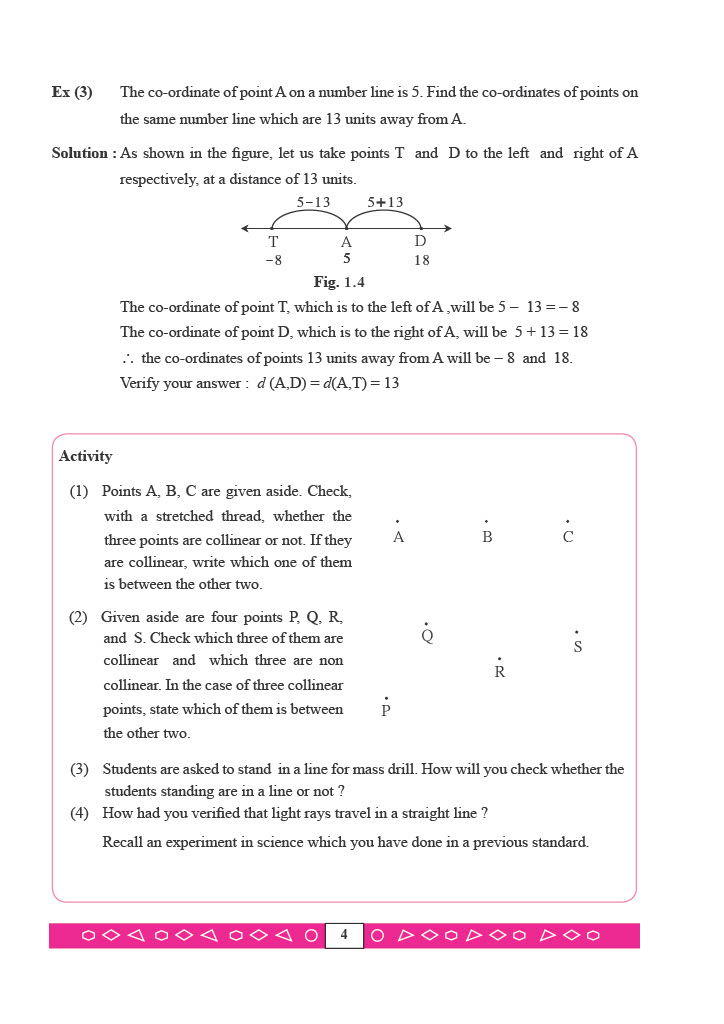 Ex (3) The co-ordinate of point A on a number line is 5. Find the co-ordinates of points on
the same number line which are 13 units away from A.
Solution : As shown in the figure, let us take points T and D to the left and right of A
respectively, at a distance of 13 units.
5−13 5+13
T A D
−8 5 18
Fig. 1.4
The co-ordinate of point T, which is to the left of A ,will be 5 − 13 = − 8
The co-ordinate of point D, which is to the right of A, will be 5 + 13 = 18
∴ the co-ordinates of points 13 units away from A will be − 8 and 18.
Verify your answer : d (A,D) = d(A,T) = 13
Activity
(1) Points A, B, C are given aside. Check,
with a stretched thread, whether the
three points are collinear or not. If they
are collinear, write which one of them
is between the other two.
A B C
(2) Given aside are four points P, Q, R,
and S. Check which three of them are
collinear and which three are non
collinear. In the case of three collinear
points, state which of them is between
the other two.
Q
S
R
P
(3) Students are asked to stand in a line for mass drill. How will you check whether the
students standing are in a line or not ?
(4) How had you verified that light rays travel in a straight line ?
Recall an experiment in science which you have done in a previous standard.
4